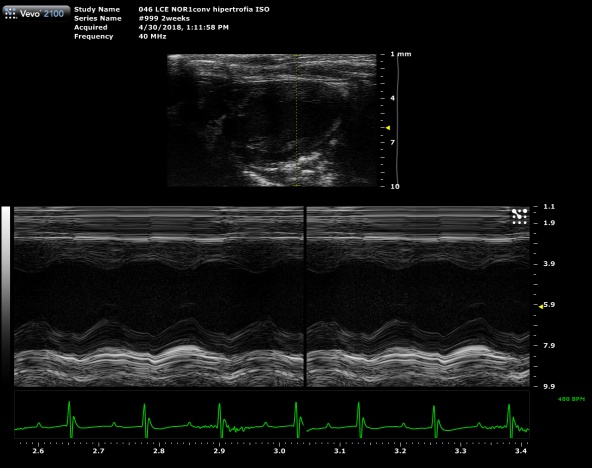 Vevo 2100
Study Name 046 LCE NOR1conv hipertrofia ISO
Series Name #999 2weeks
Acquired 4/30/2018, 1:11:58 PM
Frequency 40 MHz
1 mm
4
7
10
1.1
1.9
3.9
5.9
7.9
9.9
480 BPM
2.6 2.7 2.8 2.9 3.0 3.1 3.2 3.3 3.4